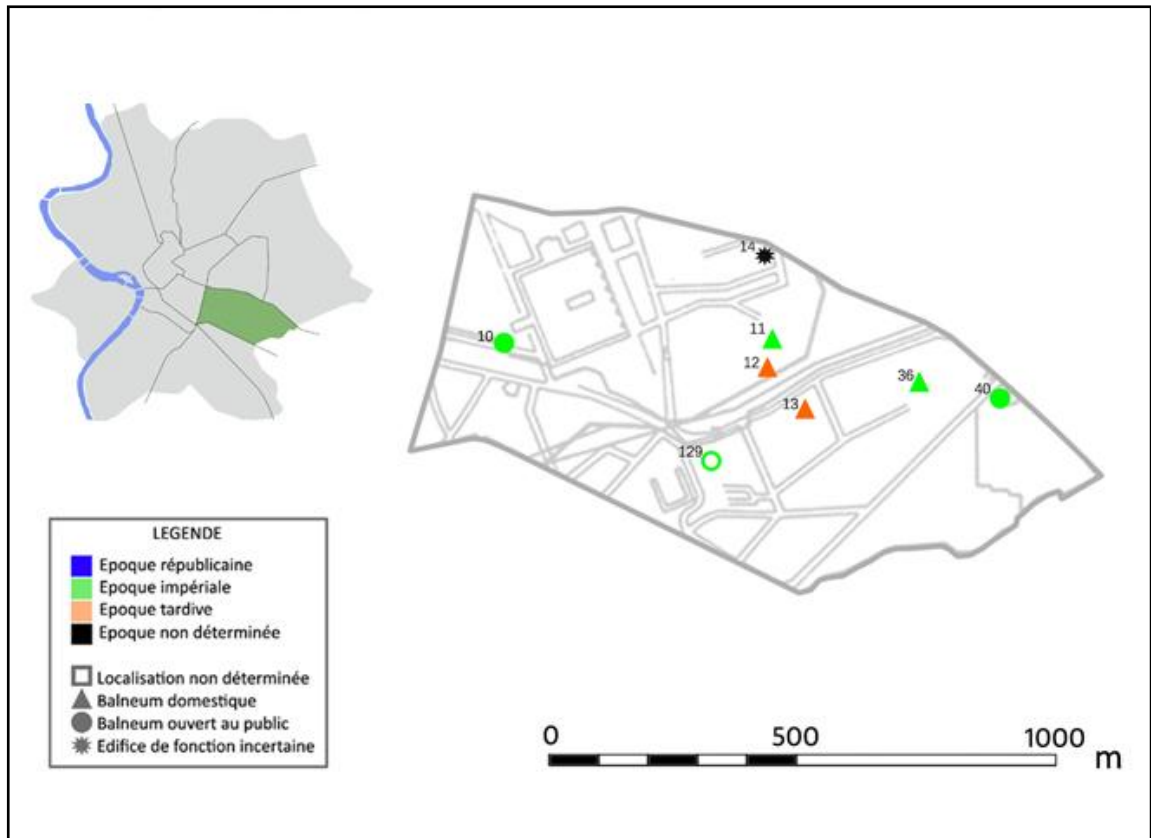 14
10
11
12
36
40
13
129
LEGENDE
Epoque républicaine
Epoque impériale
Epoque tardive
Epoque non déterminée
Localisation non déterminée
Balneum domestique
Balneum ouvert au public
Edifice de fonction incertaine
0 500 1000
m